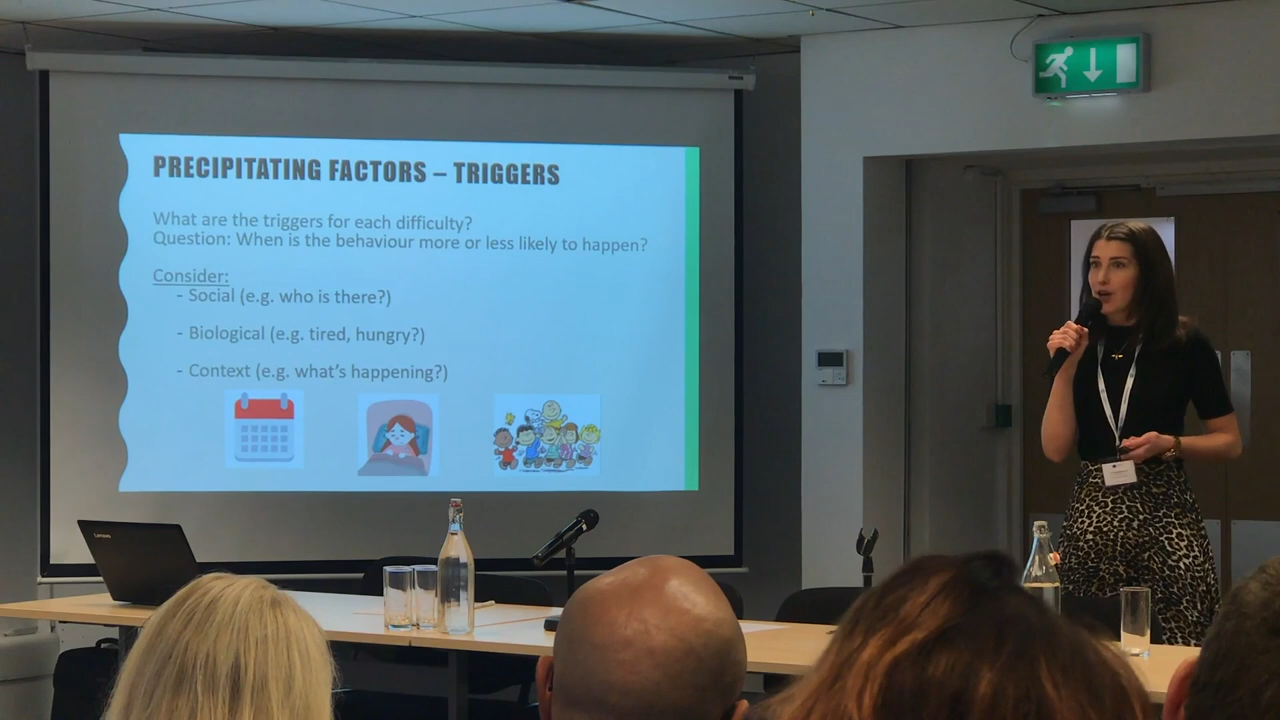 PRECIPITATING FACTORS – TRIGGERS
What are the triggers for each difficulty?
Question: When is the behaviour more or less likely to happen?
Consider:
- Social (e.g. who is there?)
- Biological (e.g. tired, hungry?)
- Context (e.g. what's happening?)
Lenovo